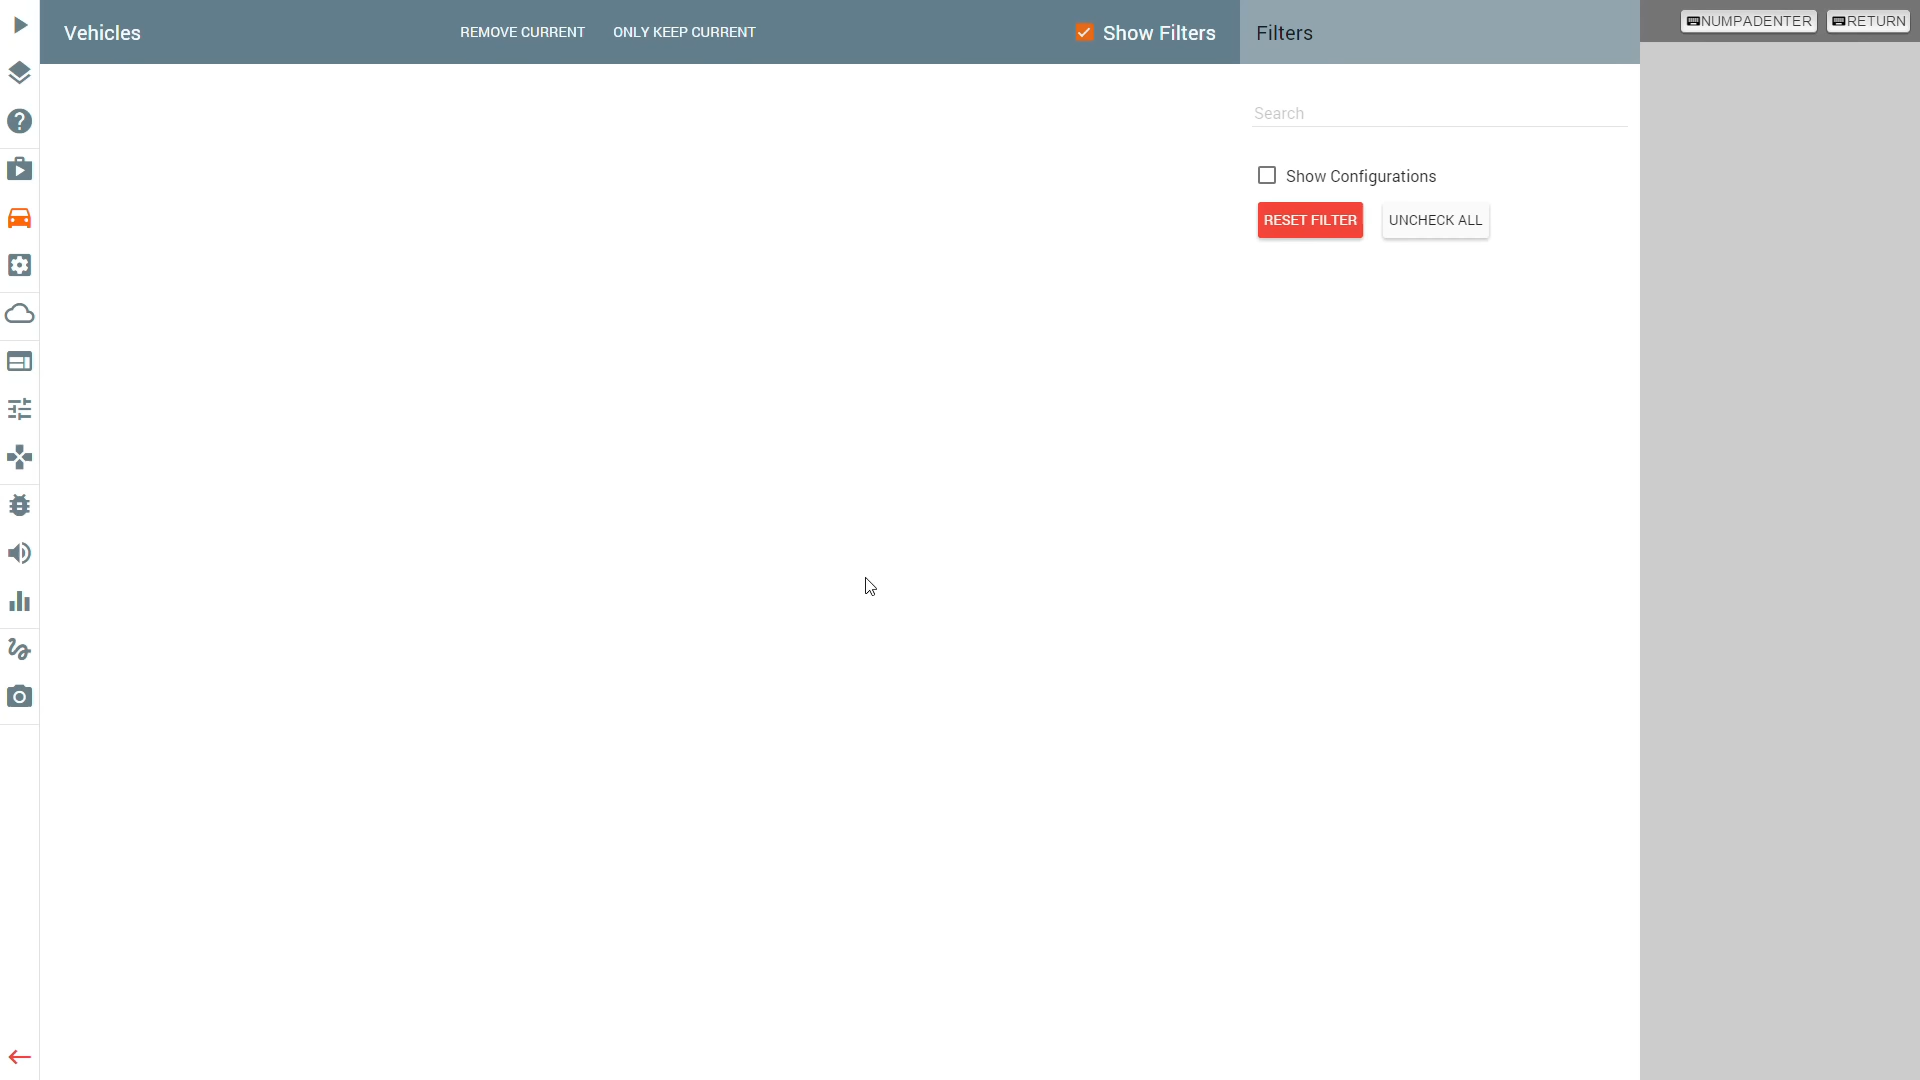 Vehicles
REMOVE CURRENT
ONLY KEEP CURRENT
Show Filters
Filters
NUMPADENTER
RETURN
Search
Show Configurations
RESET FILTER
UNCHECK ALL